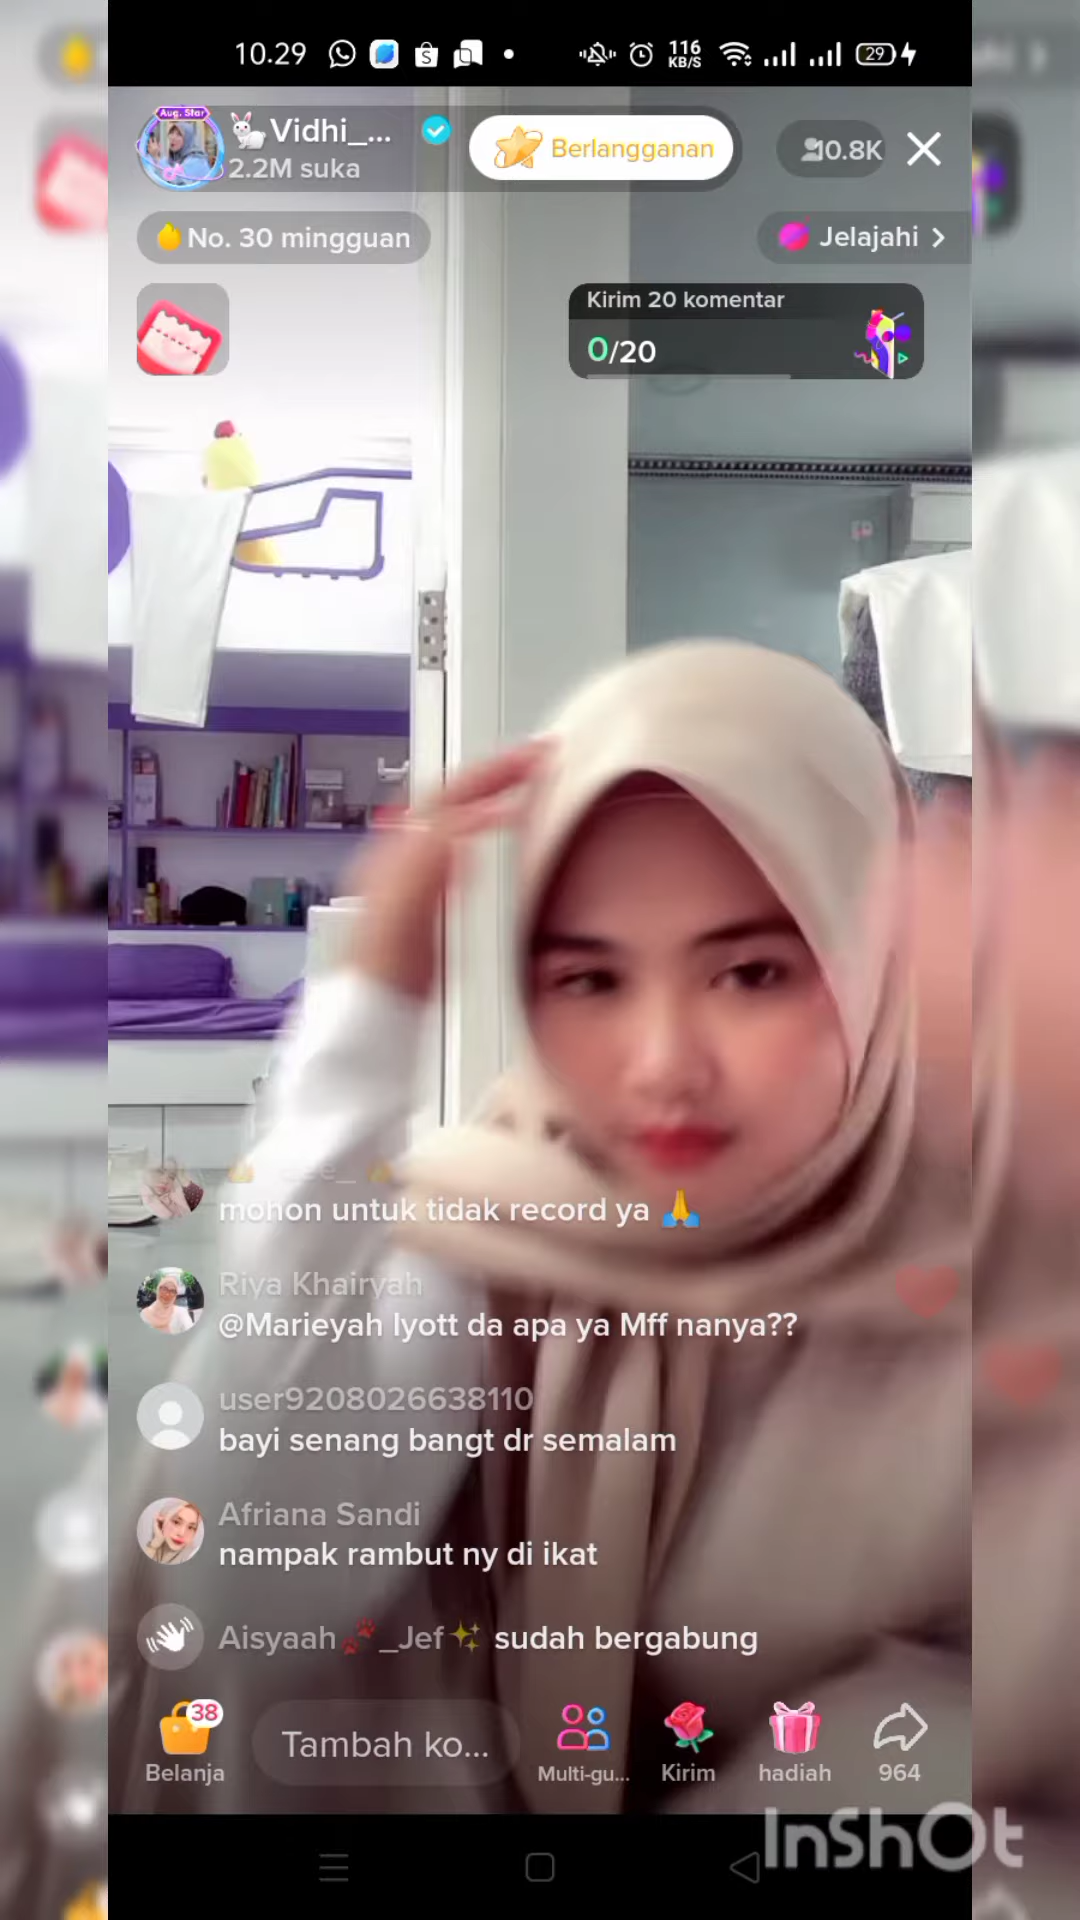 10.29
116
KB/S
29
Aug. Star
Vidhi_...
2.2M suka
Berlangganan
10.8K
No. 30 mingguan
Jelajahi
Kirim 20 komentar
0/20
mohon untuk tidak record ya 🙏
Riya Khairyah
@Marieyah Iyott da apa ya Mff nanya??
user9208026638110
bayi senang bangt dr semalam
Afriana Sandi
nampak rambut ny di ikat
Aisyaah🐾_Jef✨ sudah bergabung
38
Belanja
Tambah ko...
Multi-gu...
Kirim
hadiah
964
InShOt